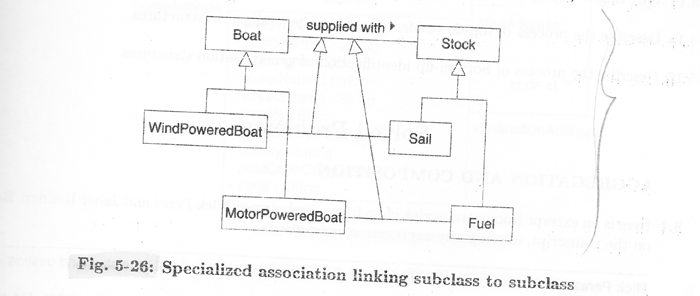 supplied with
Boat
Stock
WindPoweredBoat
Sail
MotorPoweredBoat
Fuel
Fig. 5-26: Specialized association linking subclass to subclass